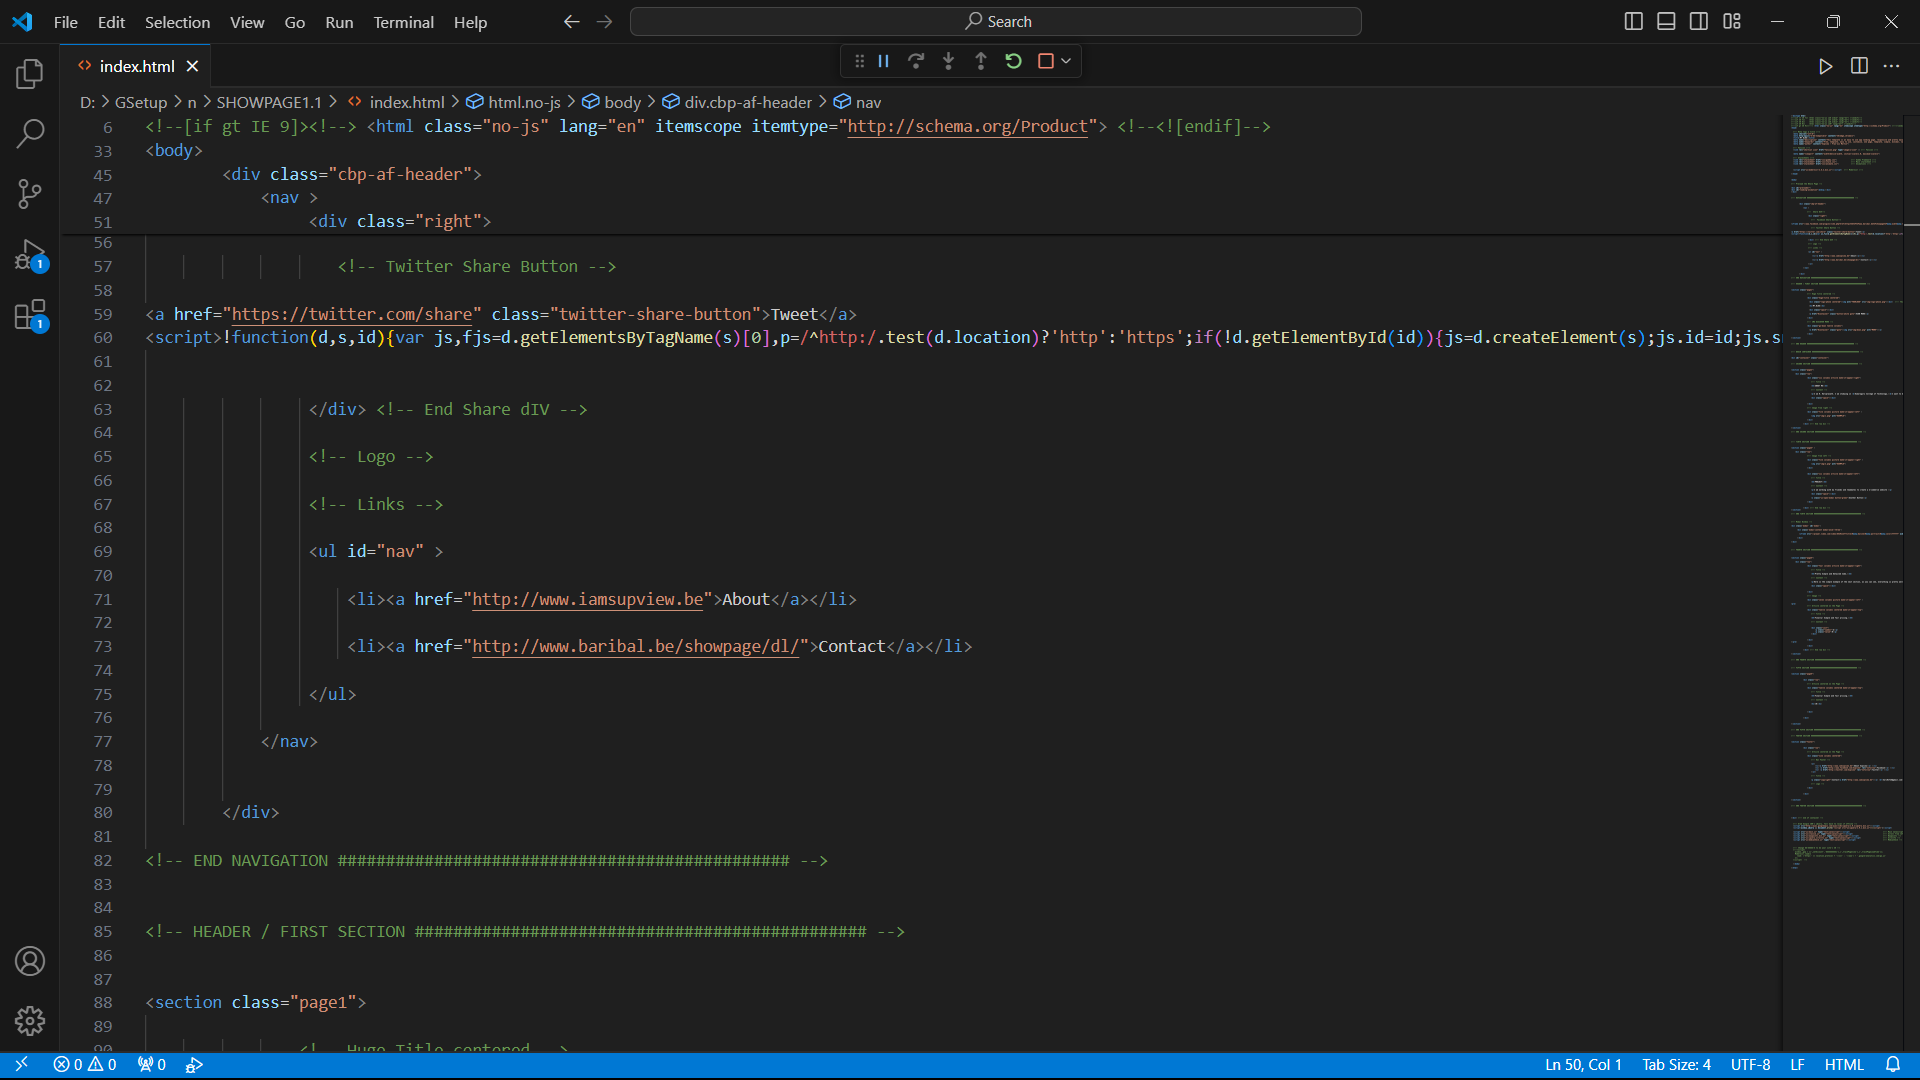 File Edit Selection View Go Run Terminal Help
Search
index.html
D: > GSetup > n > SHOWPAGE1.1 > index.html > html.no-js > body > div.cbp-af-header > nav
6 <!--[if gt IE 9]><!--> <html class="no-js" lang="en" itemscope itemtype="http://schema.org/Product"> <!--<![endif]-->
33 <body>
45 <div class="cbp-af-header">
47 <nav >
51 <div class="right">
56
57 <!-- Twitter Share Button -->
58
59 <a href="https://twitter.com/share" class="twitter-share-button">Tweet</a>
60 <script>!function(d,s,id){var js,fjs=d.getElementsByTagName(s)[0],p=/^http:/.test(d.location)?'http':'https';if(!d.getElementById(id)){js=d.createElement(s);js.id=id;js.s
61
62
63 </div> <!-- End Share dIV -->
64
65 <!-- Logo -->
66
67 <!-- Links -->
68
69 <ul id="nav" >
70
71 <li><a href="http://www.iamsupview.be">About</a></li>
72
73 <li><a href="http://www.baribal.be/showpage/dl/">Contact</a></li>
74
75 </ul>
76
77 </nav>
78
79
80 </div>
81
82 <!-- END NAVIGATION ############################################### -->
83
84
85 <!-- HEADER / FIRST SECTION ############################################### -->
86
87
88 <section class="page1">
89
90 <!-- Huge Title centered -->
1
1
0 0 0
Ln 50, Col 1 Tab Size: 4 UTF-8 LF HTML